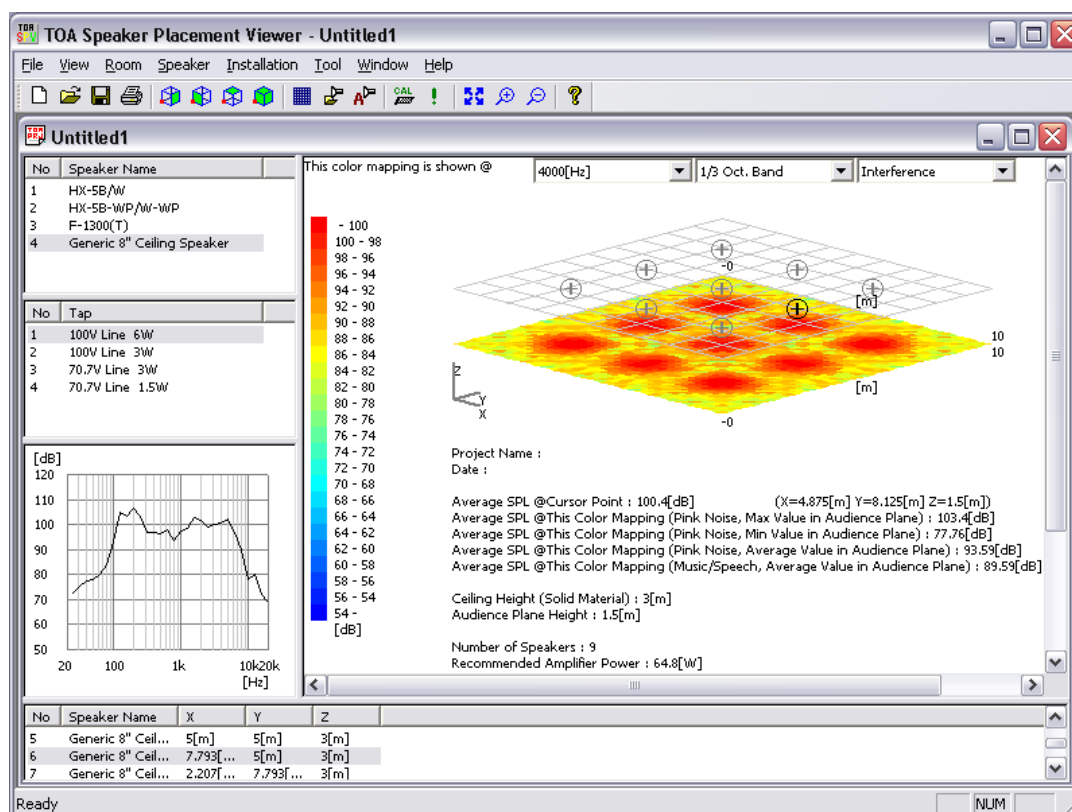 TOA Speaker Placement Viewer - Untitled1
File View Room Speaker Installation Tool Window Help
CAL
Untitled1
No Speaker Name
1 HX-5B/W
2 HX-5B-WP/W-WP
3 F-1300(T)
4 Generic 8" Ceiling Speaker
No Tap
1 100V Line 6W
2 100V Line 3W
3 70.7V Line 3W
4 70.7V Line 1.5W
[dB]
120
110
100
90
80
70
60
50
20 100 1k 10k20k
[Hz]
This color mapping is shown @ 4000[Hz] 1/3 Oct. Band Interference
- 100
100 - 98
98 - 96
96 - 94
94 - 92
92 - 90
90 - 88
88 - 86
86 - 84
84 - 82
82 - 80
80 - 78
78 - 76
76 - 74
74 - 72
72 - 70
70 - 68
68 - 66
66 - 64
64 - 62
62 - 60
60 - 58
58 - 56
56 - 54
54 -
[dB]
-0
[m]
10
10
[m]
-0
Z
Y
X
Project Name :
Date :
Average SPL @Cursor Point : 100.4[dB] (X=4.875[m] Y=8.125[m] Z=1.5[m])
Average SPL @This Color Mapping (Pink Noise, Max Value in Audience Plane) : 103.4[dB]
Average SPL @This Color Mapping (Pink Noise, Min Value in Audience Plane) : 77.76[dB]
Average SPL @This Color Mapping (Pink Noise, Average Value in Audience Plane) : 93.59[dB]
Average SPL @This Color Mapping (Music/Speech, Average Value in Audience Plane) : 89.59[dB]
Ceiling Height (Solid Material) : 3[m]
Audience Plane Height : 1.5[m]
Number of Speakers : 9
Recommended Amplifier Power : 64.8[W]
No Speaker Name X Y Z
5 Generic 8" Ceil... 5[m] 5[m] 3[m]
6 Generic 8" Ceil... 7.793[... 5[m] 3[m]
7 Generic 8" Ceil... 2.207[... 7.793[... 3[m]
Ready NUM